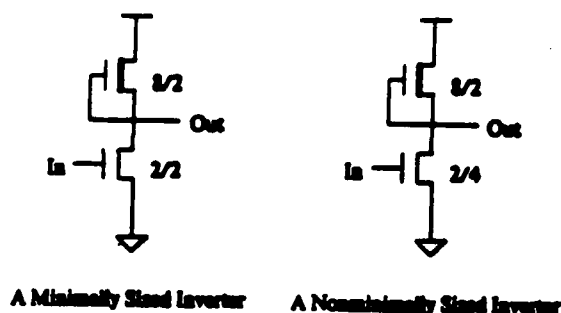 8/2
Out
In
2/2
8/2
Out
In
2/4
A Minimally Sized Inverter
A Nonminimally Sized Inverter